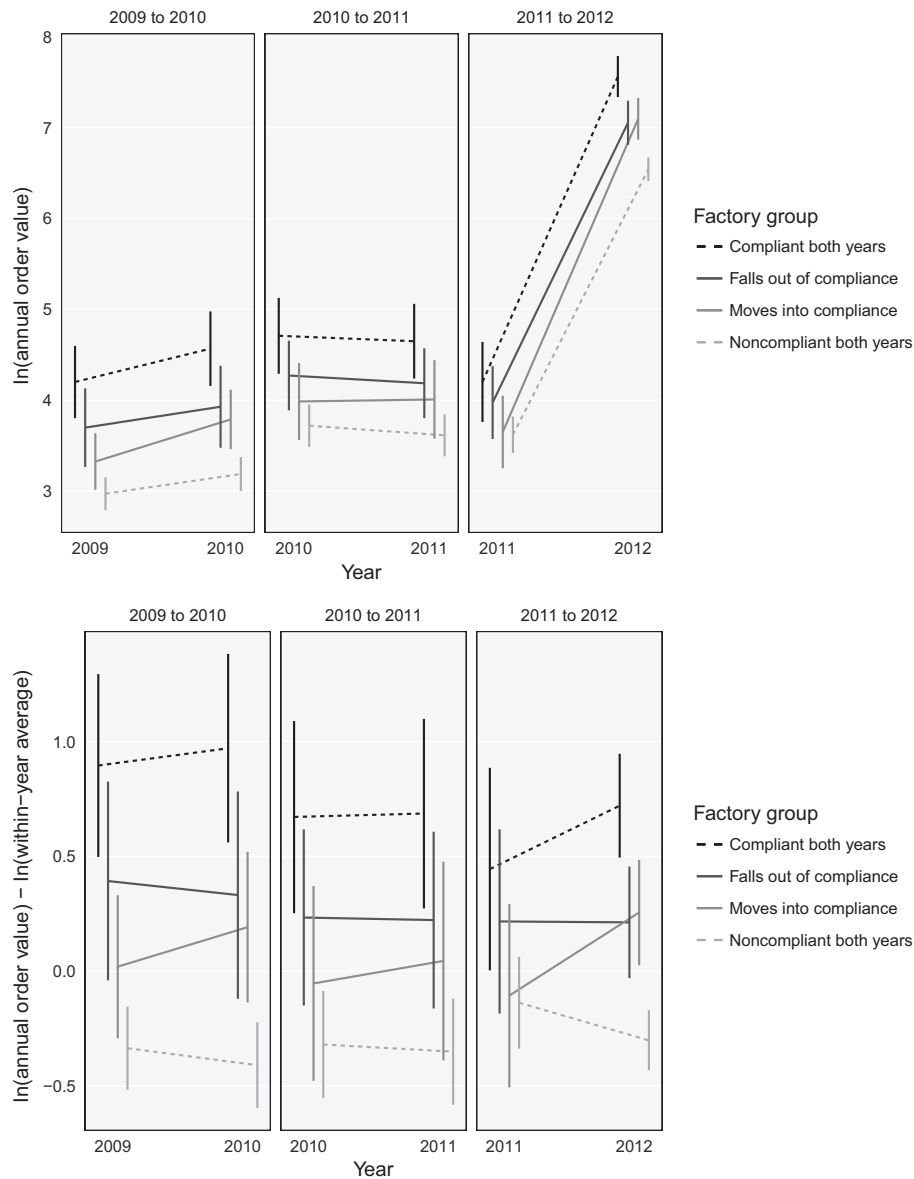 2009 to 2010
2010 to 2011
2011 to 2012
ln(annual order value)
8
7
6
5
4
3
2009
2010
2010
2011
2011
2012
Year
Factory group
Compliant both years
Falls out of compliance
Moves into compliance
Noncompliant both years
2009 to 2010
2010 to 2011
2011 to 2012
ln(annual order value) − ln(within−year average)
1.0
0.5
0.0
−0.5
2009
2010
2010
2011
2011
2012
Year
Factory group
Compliant both years
Falls out of compliance
Moves into compliance
Noncompliant both years